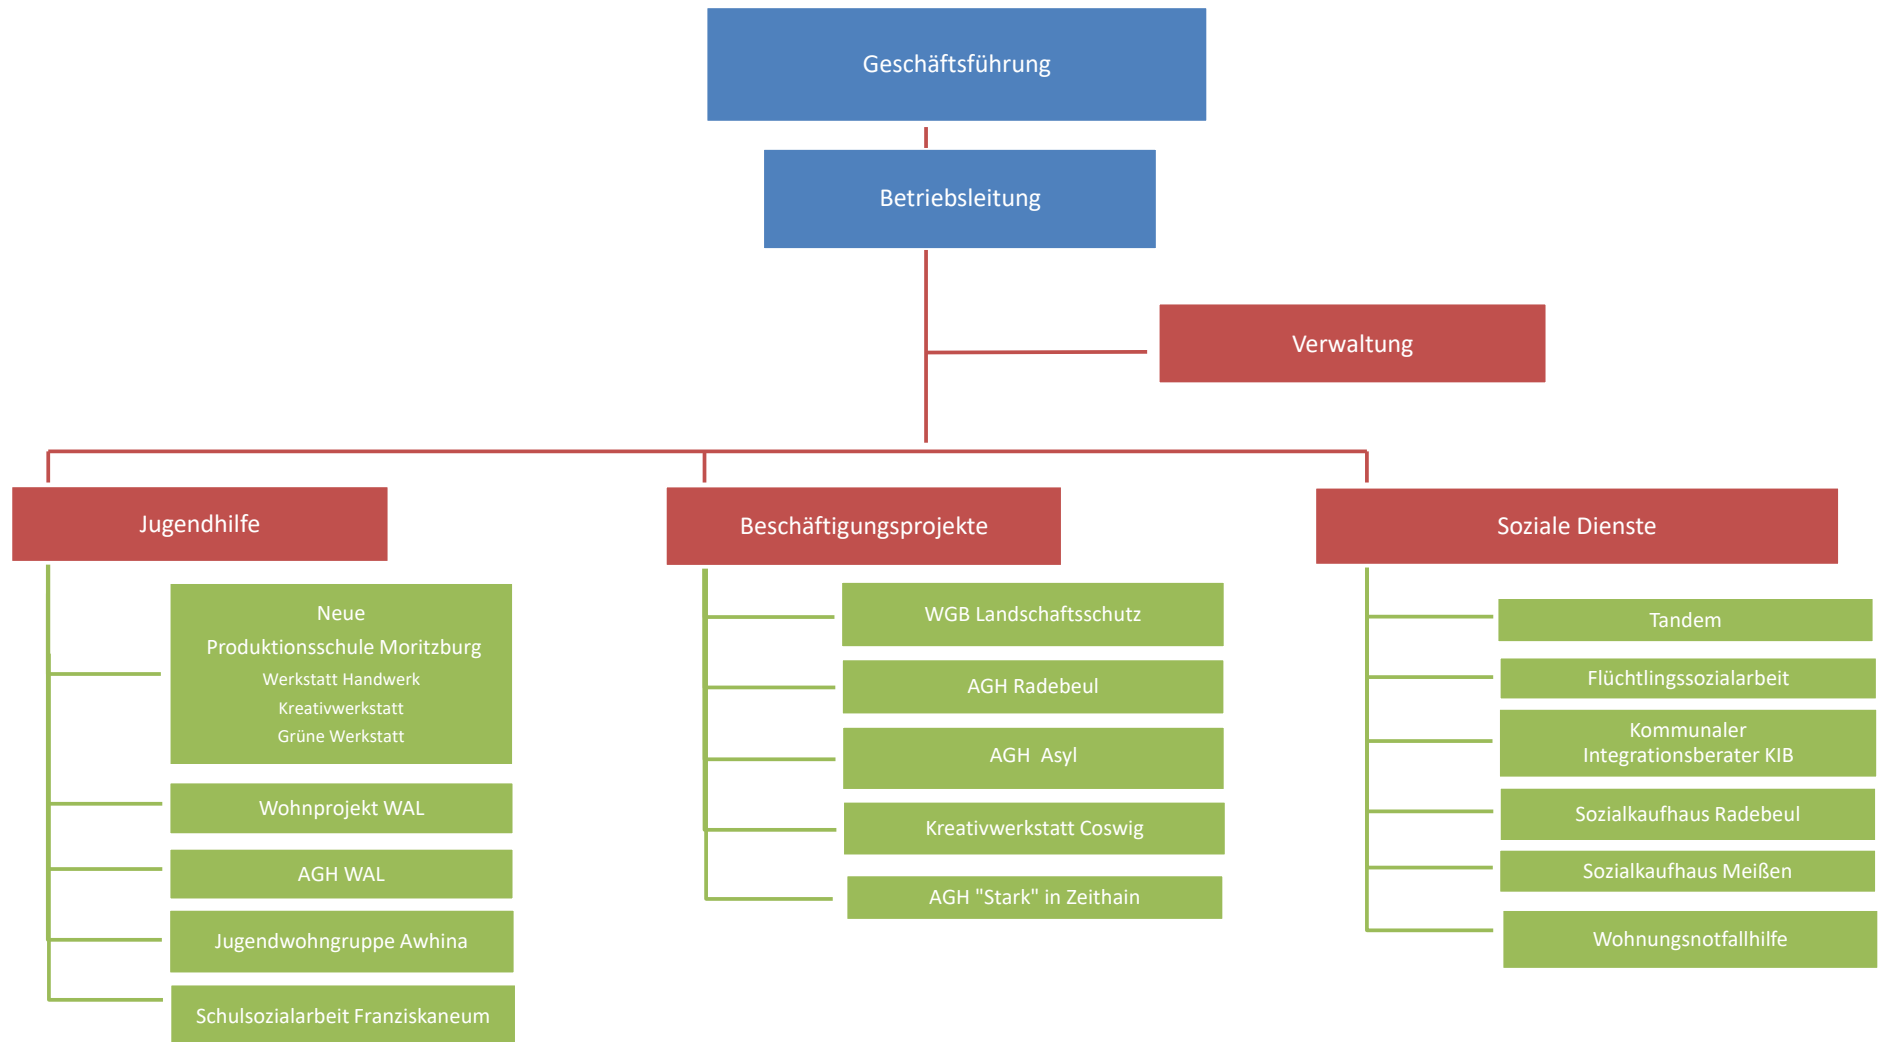 Geschäftsführung
Betriebsleitung
Verwaltung
Jugendhilfe
Neue
Produktionsschule Moritzburg
Werkstatt Handwerk
Kreativwerkstatt
Grüne Werkstatt
Wohnprojekt WAL
AGH WAL
Jugendwohngruppe Awhina
Schulsozialarbeit Franziskaneum
Beschäftigungsprojekte
WGB Landschaftsschutz
AGH Radebeul
AGH  Asyl
Kreativwerkstatt Coswig
AGH "Stark" in Zeithain
Soziale Dienste
Tandem
Flüchtlingssozialarbeit
Kommunaler
Integrationsberater KIB
Sozialkaufhaus Radebeul
Sozialkaufhaus Meißen
Wohnungsnotfallhilfe